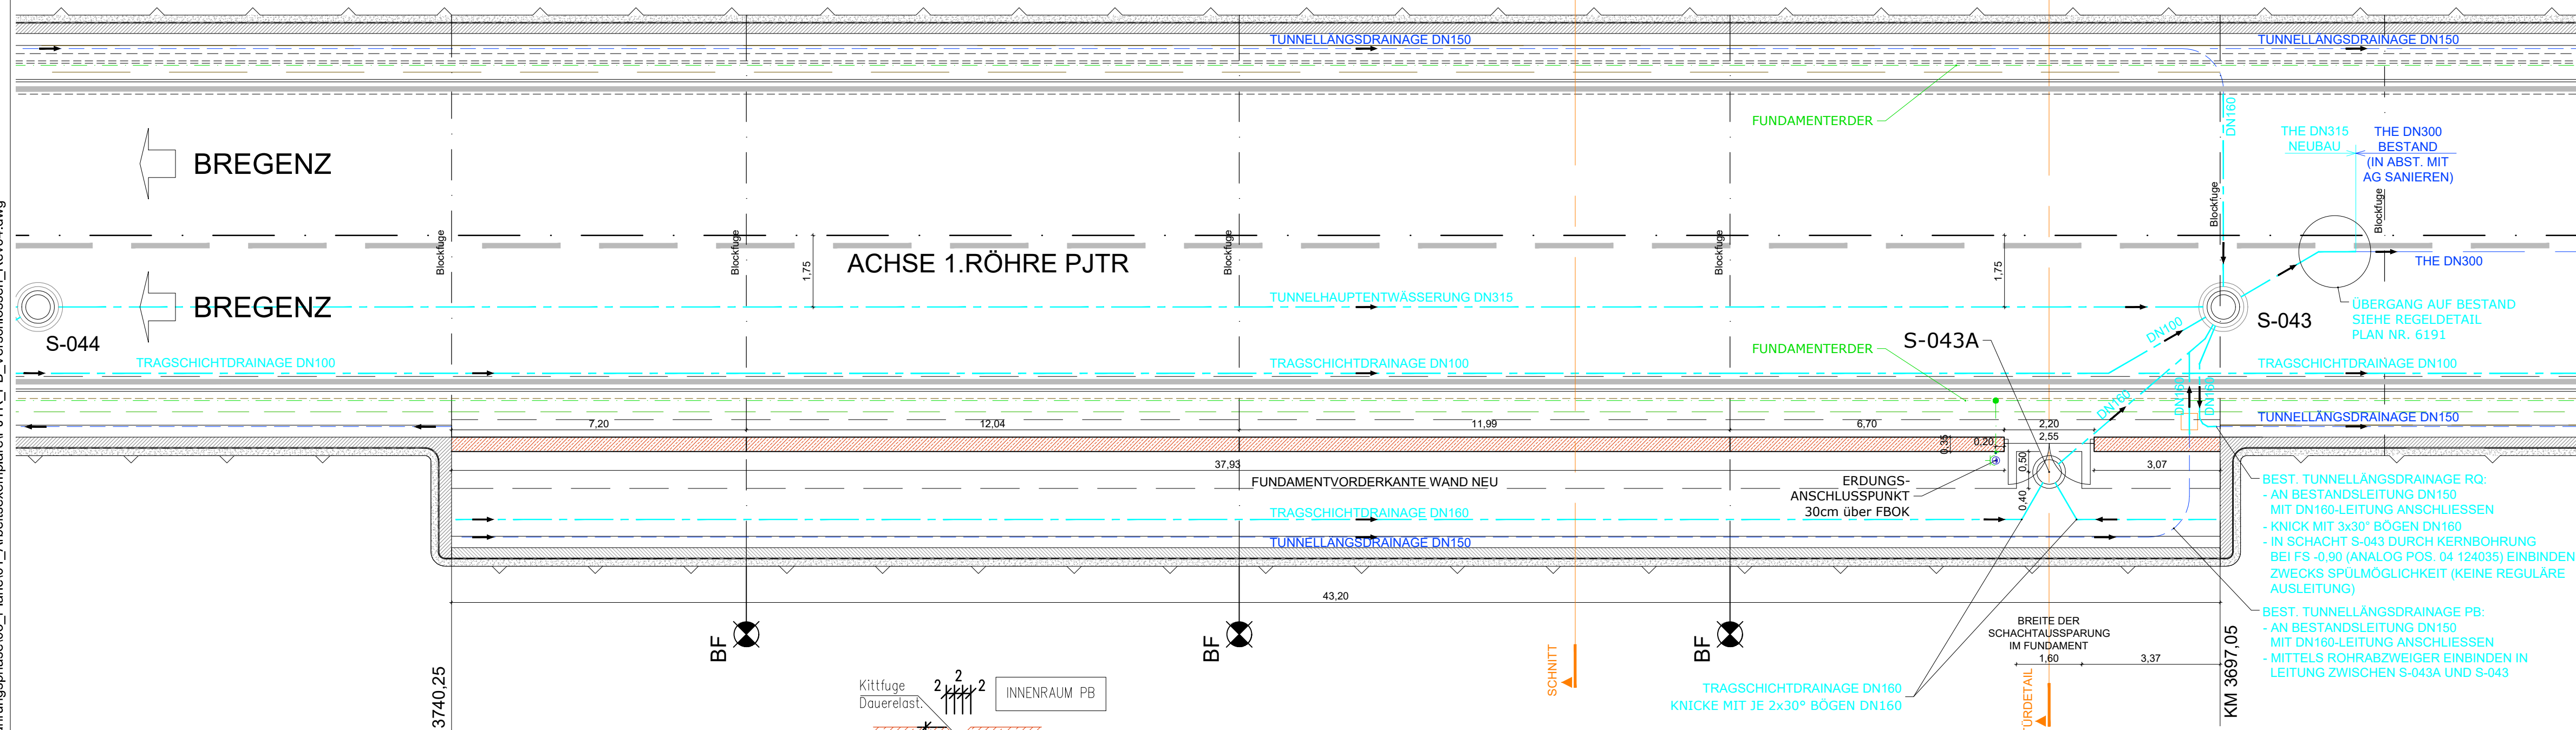 TUNNELLÄNGSDRAINAGE DN150
TUNNELLÄNGSDRAINAGE DN150
FUNDAMENTERDER
DN160
THE DN315
NEUBAU
THE DN300
BESTAND
(IN ABST. MIT
AG SANIEREN)
BREGENZ
Blockfuge
Blockfuge
Blockfuge
Blockfuge
Blockfuge
Blockfuge
1,75
ACHSE 1.RÖHRE PJTR
1,75
THE DN300
BREGENZ
TUNNELHAUPTENTWÄSSERUNG DN315
S-044
S-043
ÜBERGANG AUF BESTAND
SIEHE REGELDETAIL
PLAN NR. 6191
DN100
S-043A
FUNDAMENTERDER
TRAGSCHICHTDRAINAGE DN100
TRAGSCHICHTDRAINAGE DN100
TRAGSCHICHTDRAINAGE DN100
DN160
DN160
DN160
TUNNELLÄNGSDRAINAGE DN150
7,20
12,04
11,99
6,70
2,20
2,55
0,35
0,20
0,50
0,40
37,93
3,07
FUNDAMENTVORDERKANTE WAND NEU
ERDUNGS-
ANSCHLUSSPUNKT
30cm über FBOK
TRAGSCHICHTDRAINAGE DN160
TUNNELLÄNGSDRAINAGE DN150
BEST. TUNNELLÄNGSDRAINAGE RQ:
- AN BESTANDSLEITUNG DN150
MIT DN160-LEITUNG ANSCHLIESSEN
- KNICK MIT 3x30° BÖGEN DN160
- IN SCHACHT S-043 DURCH KERNBOHRUNG
BEI FS -0,90 (ANALOG POS. 04 124035) EINBINDEN
ZWECKS SPÜLMÖGLICHKEIT (KEINE REGULÄRE
AUSLEITUNG)
BEST. TUNNELLÄNGSDRAINAGE PB:
- AN BESTANDSLEITUNG DN150
MIT DN160-LEITUNG ANSCHLIESSEN
- MITTELS ROHRABZWEIGER EINBINDEN IN
LEITUNG ZWISCHEN S-043A UND S-043
43,20
BF
BF
BF
BREITE DER
SCHACHTAUSSPARUNG
IM FUNDAMENT
1,60
3,37
3740,25
KM 3697,05
SCHNITT
TRAGSCHICHTDRAINAGE DN160
KNICKE MIT JE 2x30° BÖGEN DN160
Kittfuge
Dauerelast.
2
2
2
INNENRAUM PB